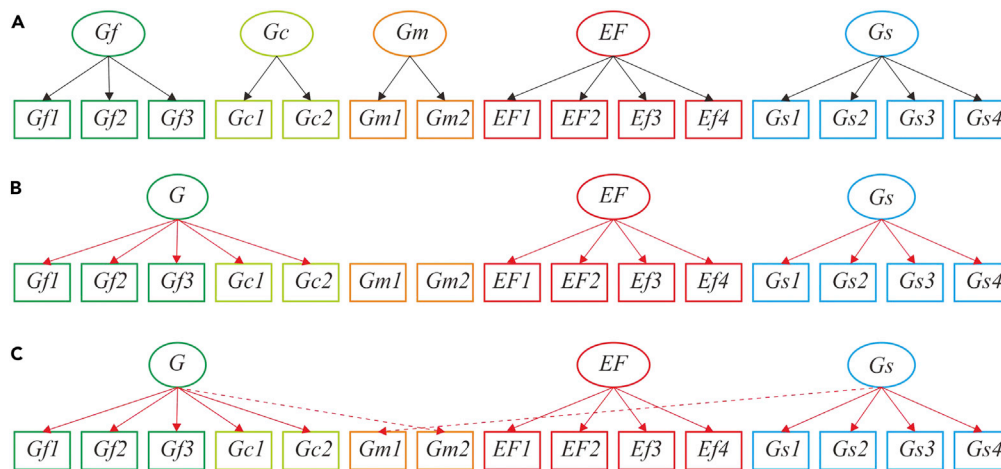 A
Gf Gc Gm EF Gs
Gf1 Gf2 Gf3 Gc1 Gc2 Gm1 Gm2 EF1 EF2 Ef3 Ef4 Gs1 Gs2 Gs3 Gs4
B
G EF Gs
Gf1 Gf2 Gf3 Gc1 Gc2 Gm1 Gm2 EF1 EF2 Ef3 Ef4 Gs1 Gs2 Gs3 Gs4
C
G EF Gs
Gf1 Gf2 Gf3 Gc1 Gc2 Gm1 Gm2 EF1 EF2 Ef3 Ef4 Gs1 Gs2 Gs3 Gs4